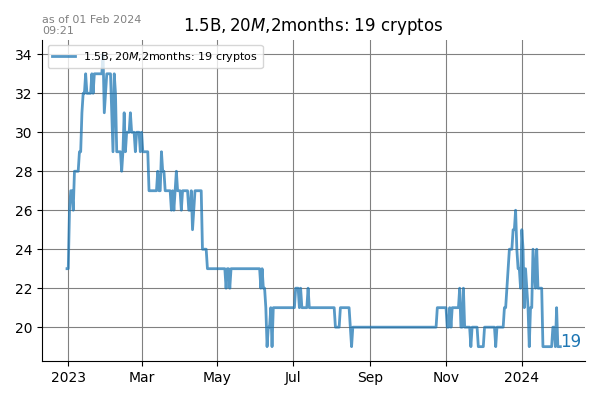 as of 01 Feb 2024
09:21
1.5B, 20M,2months: 19 cryptos
1.5B, 20M,2months: 19 cryptos
34
32
30
28
26
24
22
20
19
2023 Mar May Jul Sep Nov 2024